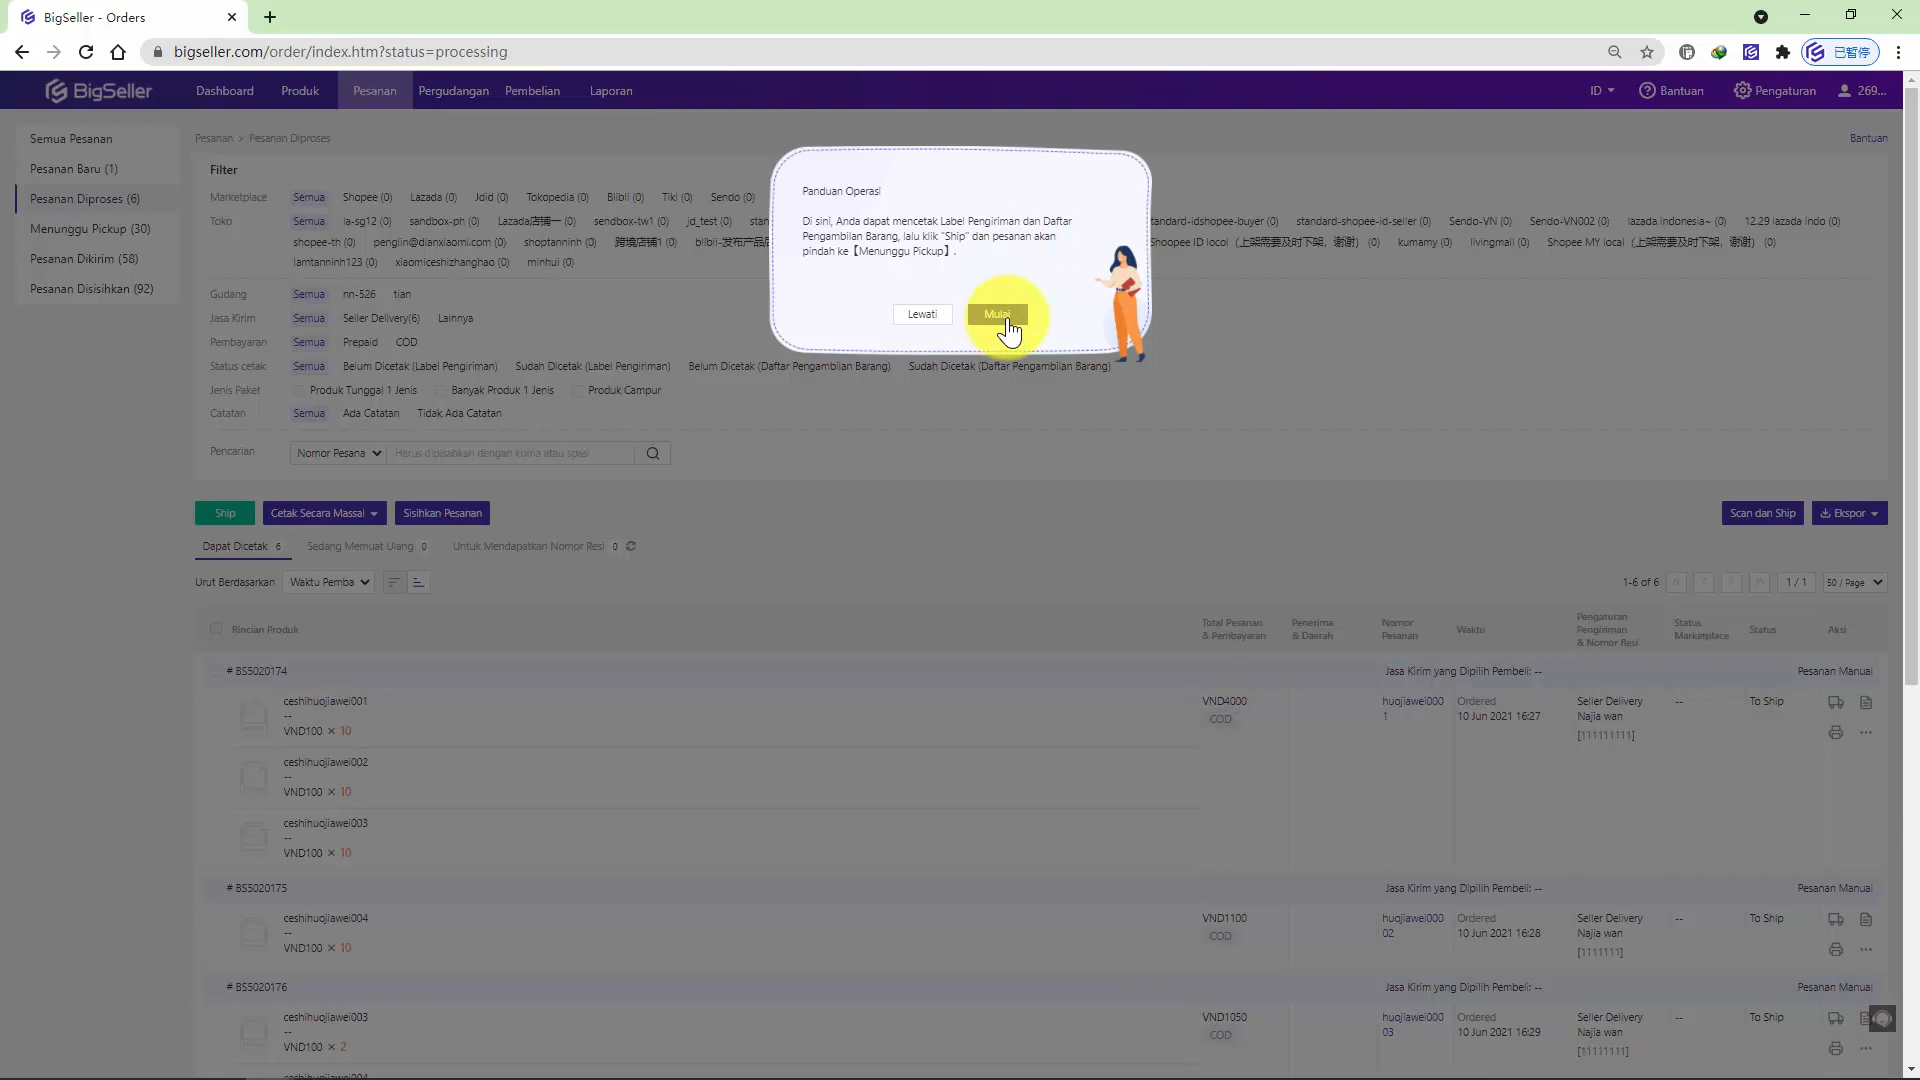 BigSeller - Orders
bigseller.com/order/index.htm?status=processing
已暂停
BigSeller
Dashboard Produk Pesanan Pergudangan Pembelian Laporan ID Bantuan Pengaturan 269...
Semua Pesanan
Pesanan Baru (1)
Pesanan Diproses (6)
Menunggu Pickup (30)
Pesanan Dikirim (58)
Pesanan Disisihkan (92)
Pesanan > Pesanan Diproses Bantuan
Filter
Marketplace Semua Shopee (0) Lazada (0) Jdid (0) Tokopedia (0) Blibli (0) Tiki (0) Sendo (0)
Toko Semua la-sg12 (0) sandbox-ph (0) Lazada店铺一 (0) sendbox-tw1 (0) jd_test (0) stan tandard-idshopee-buyer (0) standard-shopee-id-seller (0) Sendo-VN (0) Sendo-VN002 (0) lazada indonesia~ (0) 12.29 lazada indo (0)
shopee-th (0) penglin@dianxiaomi.com (0) shoptanninh (0) 跨境店铺1 (0) blibli-发布产品后 Shoopee ID locol（上架需要及时下架，谢谢） (0) kumamy (0) livingmall (0) Shopee MY local（上架需要及时下架，谢谢） (0)
lamtanninh123 (0) xiaomiceshizhanghao (0) minhui (0)
Gudang Semua nn-526 tian
Jasa Kirim Semua Seller Delivery(6) Lainnya
Pembayaran Semua Prepaid COD
Status cetak Semua Belum Dicetak (Label Pengiriman) Sudah Dicetak (Label Pengiriman) Belum Dicetak (Daftar Pengambilan Barang) Sudah Dicetak (Daftar Pengambilan Barang)
Jenis Paket Produk Tunggal 1 Jenis Banyak Produk 1 Jenis Produk Campur
Catatan Semua Ada Catatan Tidak Ada Catatan
Pencarian Nomor Pesana Harus dipisahkan dengan koma atau spasi
Panduan Operasi
Di sini, Anda dapat mencetak Label Pengiriman dan Daftar
Pengambilan Barang, lalu klik "Ship" dan pesanan akan
pindah ke【Menunggu Pickup】.
Lewati Mulai
Ship Cetak Secara Massal Sisihkan Pesanan Scan dan Ship Ekspor
Dapat Dicetak 6 Sedang Memuat Ulang 0 Untuk Mendapatkan Nomor Resi 0
Urut Berdasarkan Waktu Pemba 1-6 of 6 1 / 1 50 / Page
Rincian Produk
Total Pesanan
& Pembayaran
Penerima
& Daerah
Nomor
Pesanan
Waktu
Pengaturan
Pengiriman
& Nomor Resi
Status
Marketplace
Status
Aksi
# BS5020174 Jasa Kirim yang Dipilih Pembeli: -- Pesanan Manual
ceshihuojiawei001
--
VND100 × 10
VND4000
COD
huojiawei000
1
Ordered
10 Jun 2021 16:27
Seller Delivery
Najia wan
[111111111]
--
To Ship
ceshihuojiawei002
--
VND100 × 10
ceshihuojiawei003
--
VND100 × 10
# BS5020175 Jasa Kirim yang Dipilih Pembeli: -- Pesanan Manual
ceshihuojiawei004
--
VND100 × 10
VND1100
COD
huojiawei000
02
Ordered
10 Jun 2021 16:28
Seller Delivery
Najia wan
[1111111]
--
To Ship
# BS5020176 Jasa Kirim yang Dipilih Pembeli: -- Pesanan Manual
ceshihuojiawei003
--
VND100 × 2
VND1050
COD
huojiawei00
03
Ordered
10 Jun 2021 16:29
Seller Delivery
Najia wan
[11111111]
--
To Ship
ceshihuojiawei004